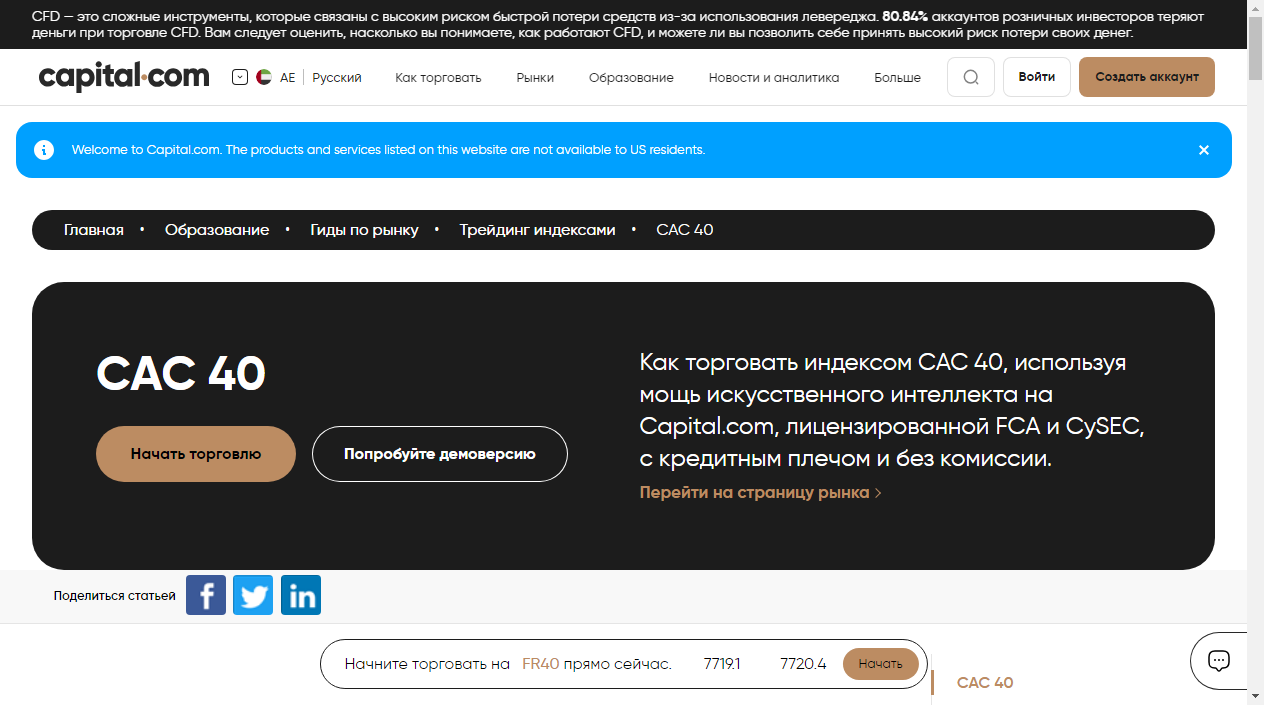 CFD — это сложные инструменты, которые связаны с высоким риском быстрой потери средств из-за использования левереджа. 80.84% аккаунтов розничных инвесторов теряют
деньги при торговле CFD. Вам следует оценить, насколько вы понимаете, как работают CFD, и можете ли вы позволить себе принять высокий риск потери своих денег.
capital.com AE Русский Как торговать Рынки Образование Новости и аналитика Больше Войти Создать аккаунт
Welcome to Capital.com. The products and services listed on this website are not available to US residents.
Главная • Образование • Гиды по рынку • Трейдинг индексами • CAC 40
CAC 40
Начать торговлю Попробуйте демоверсию
Как торговать индексом CAC 40, используя
мощь искусственного интеллекта на
Capital.com, лицензированной FCA и CySEC,
с кредитным плечом и без комиссии.
Перейти на страницу рынка >
Поделиться статьей
Начните торговать на FR40 прямо сейчас. 7719.1 7720.4 Начать
CAC 40